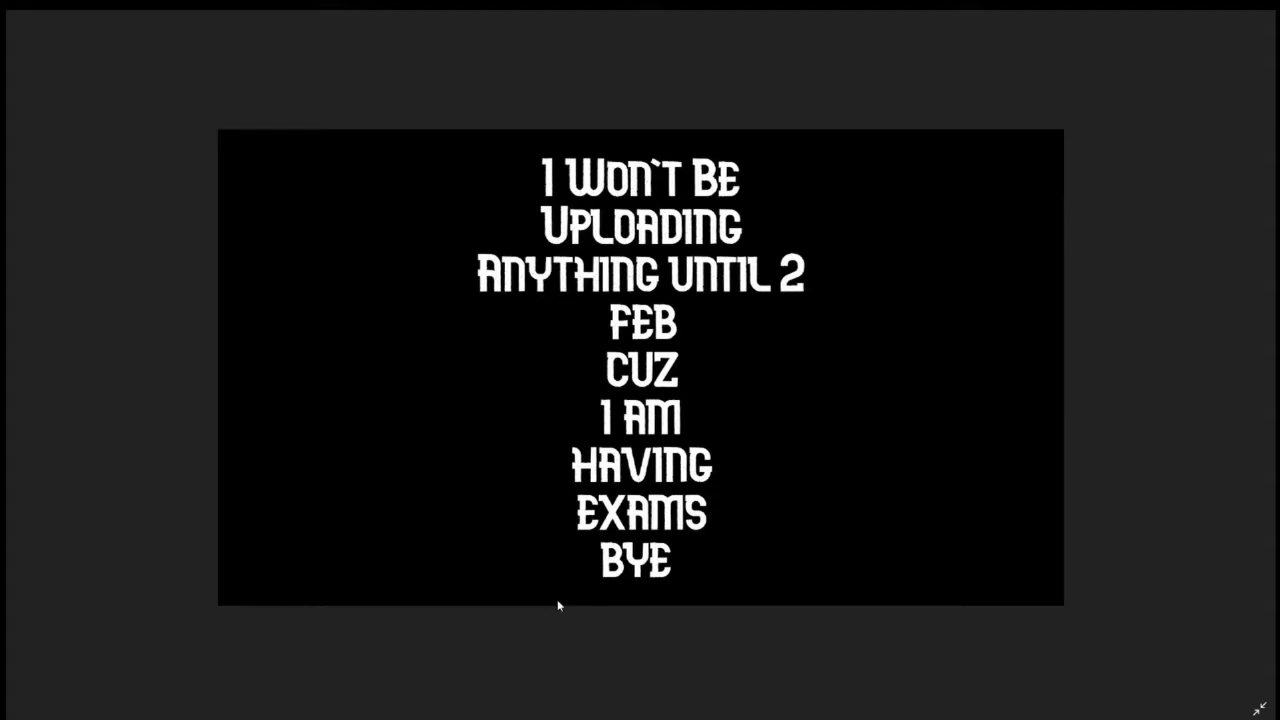 I Won`t Be
Uploading
Anything until 2
FEB
CUZ
I AM
HAVING
EXAMS
BYE